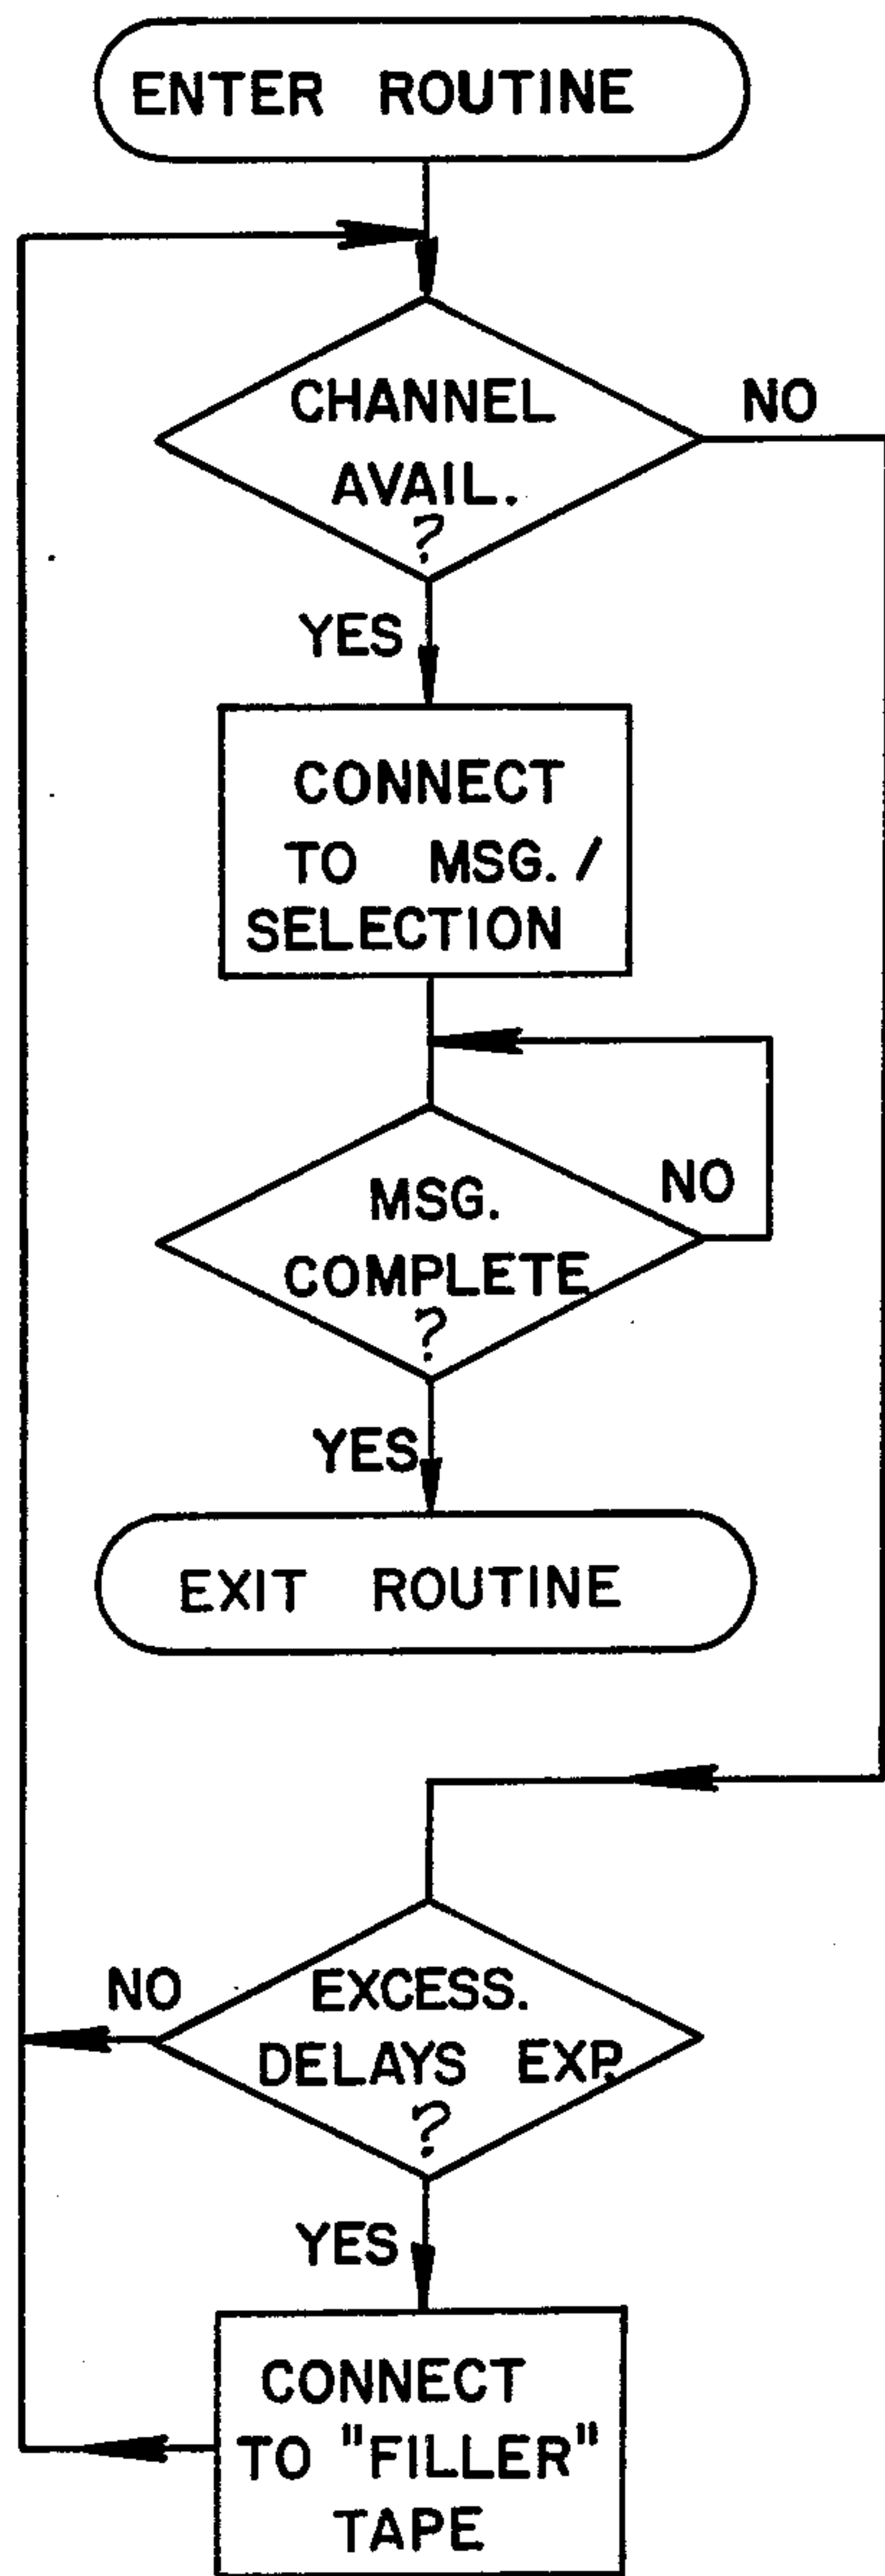 ENTER ROUTINE
CHANNEL
NO
AVAIL.
?
YES
CONNECT
TO MSG. /
SELECTION
MSG.
NO
COMPLETE
?
YES
EXIT ROUTINE
NO
EXCESS.
DELAYS EXP.
?
YES
CONNECT
TO "FILLER"
TAPE